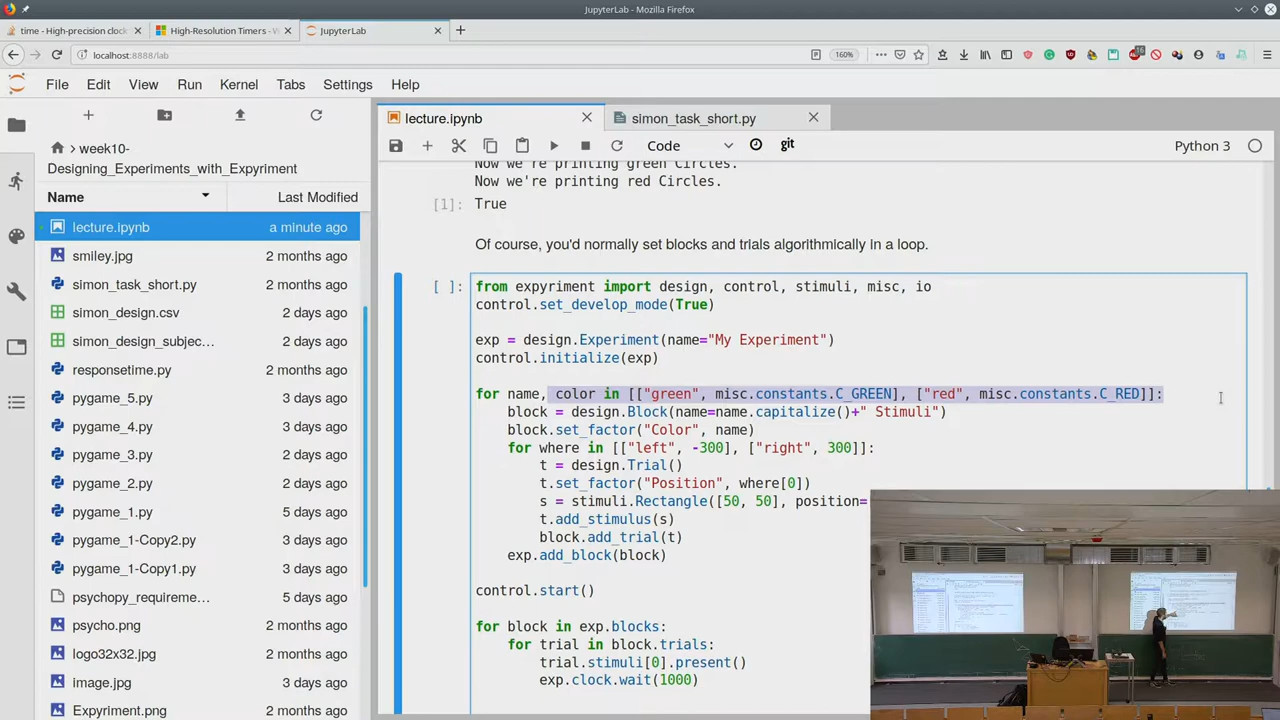 JupyterLab - Mozilla Firefox
time - High-precision clock
High-Resolution Timers - W
JupyterLab
localhost:8888/lab
160%
16
File Edit View Run Kernel Tabs Settings Help
lecture.ipynb
simon_task_short.py
Code
git
Python 3
> week10-
Designing_Experiments_with_Expyriment
Name Last Modified
lecture.ipynb a minute ago
smiley.jpg 2 months ago
simon_task_short.py 2 months ago
simon_design.csv 2 days ago
simon_design_subjec... 2 days ago
responsetime.py 2 months ago
pygame_5.py 2 months ago
pygame_4.py 2 months ago
pygame_3.py 2 days ago
pygame_2.py 2 days ago
pygame_1.py 5 days ago
pygame_1-Copy2.py 3 days ago
pygame_1-Copy1.py 3 days ago
psychopy_requireme... 5 days ago
psycho.png 2 months ago
logo32x32.jpg 2 months ago
image.jpg 3 days ago
Expyriment.png 2 months ago
Now we're printing green Circles.
Now we're printing red Circles.
[1]: True
Of course, you'd normally set blocks and trials algorithmically in a loop.
[ ]: from expyriment import design, control, stimuli, misc, io
control.set_develop_mode(True)
exp = design.Experiment(name="My Experiment")
control.initialize(exp)
for name, color in [["green", misc.constants.C_GREEN], ["red", misc.constants.C_RED]]:
block = design.Block(name=name.capitalize()+" Stimuli")
block.set_factor("Color", name)
for where in [["left", -300], ["right", 300]]:
t = design.Trial()
t.set_factor("Position", where[0])
s = stimuli.Rectangle([50, 50], position=
t.add_stimulus(s)
block.add_trial(t)
exp.add_block(block)
control.start()
for block in exp.blocks:
for trial in block.trials:
trial.stimuli[0].present()
exp.clock.wait(1000)